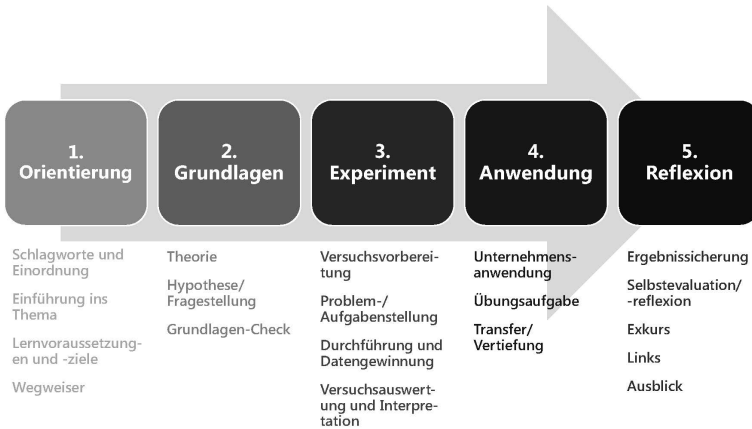 1.
Orientierung
2.
Grundlagen
3.
Experiment
4.
Anwendung
5.
Reflexion
Schlagworte und
Einordnung
Einführung ins
Thema
Lernvoraussetzung-
en und -ziele
Wegweiser
Theorie
Hypothese/
Fragestellung
Grundlagen-Check
Versuchsvorberei-
tung
Problem-/
Aufgabenstellung
Durchführung und
Datengewinnung
Versuchsauswert-
ung und Interpre-
tation
Unternehmens-
anwendung
Übungsaufgabe
Transfer/
Vertiefung
Ergebnissicherung
Selbstevaluation/
-reflexion
Exkurs
Links
Ausblick